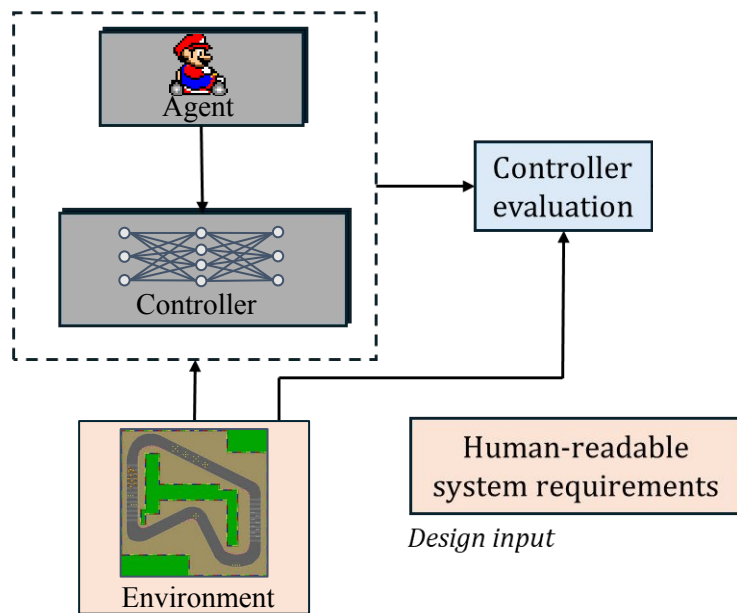 Agent
Controller
evaluation
Controller
Human-readable
system requirements
Design input
Environment